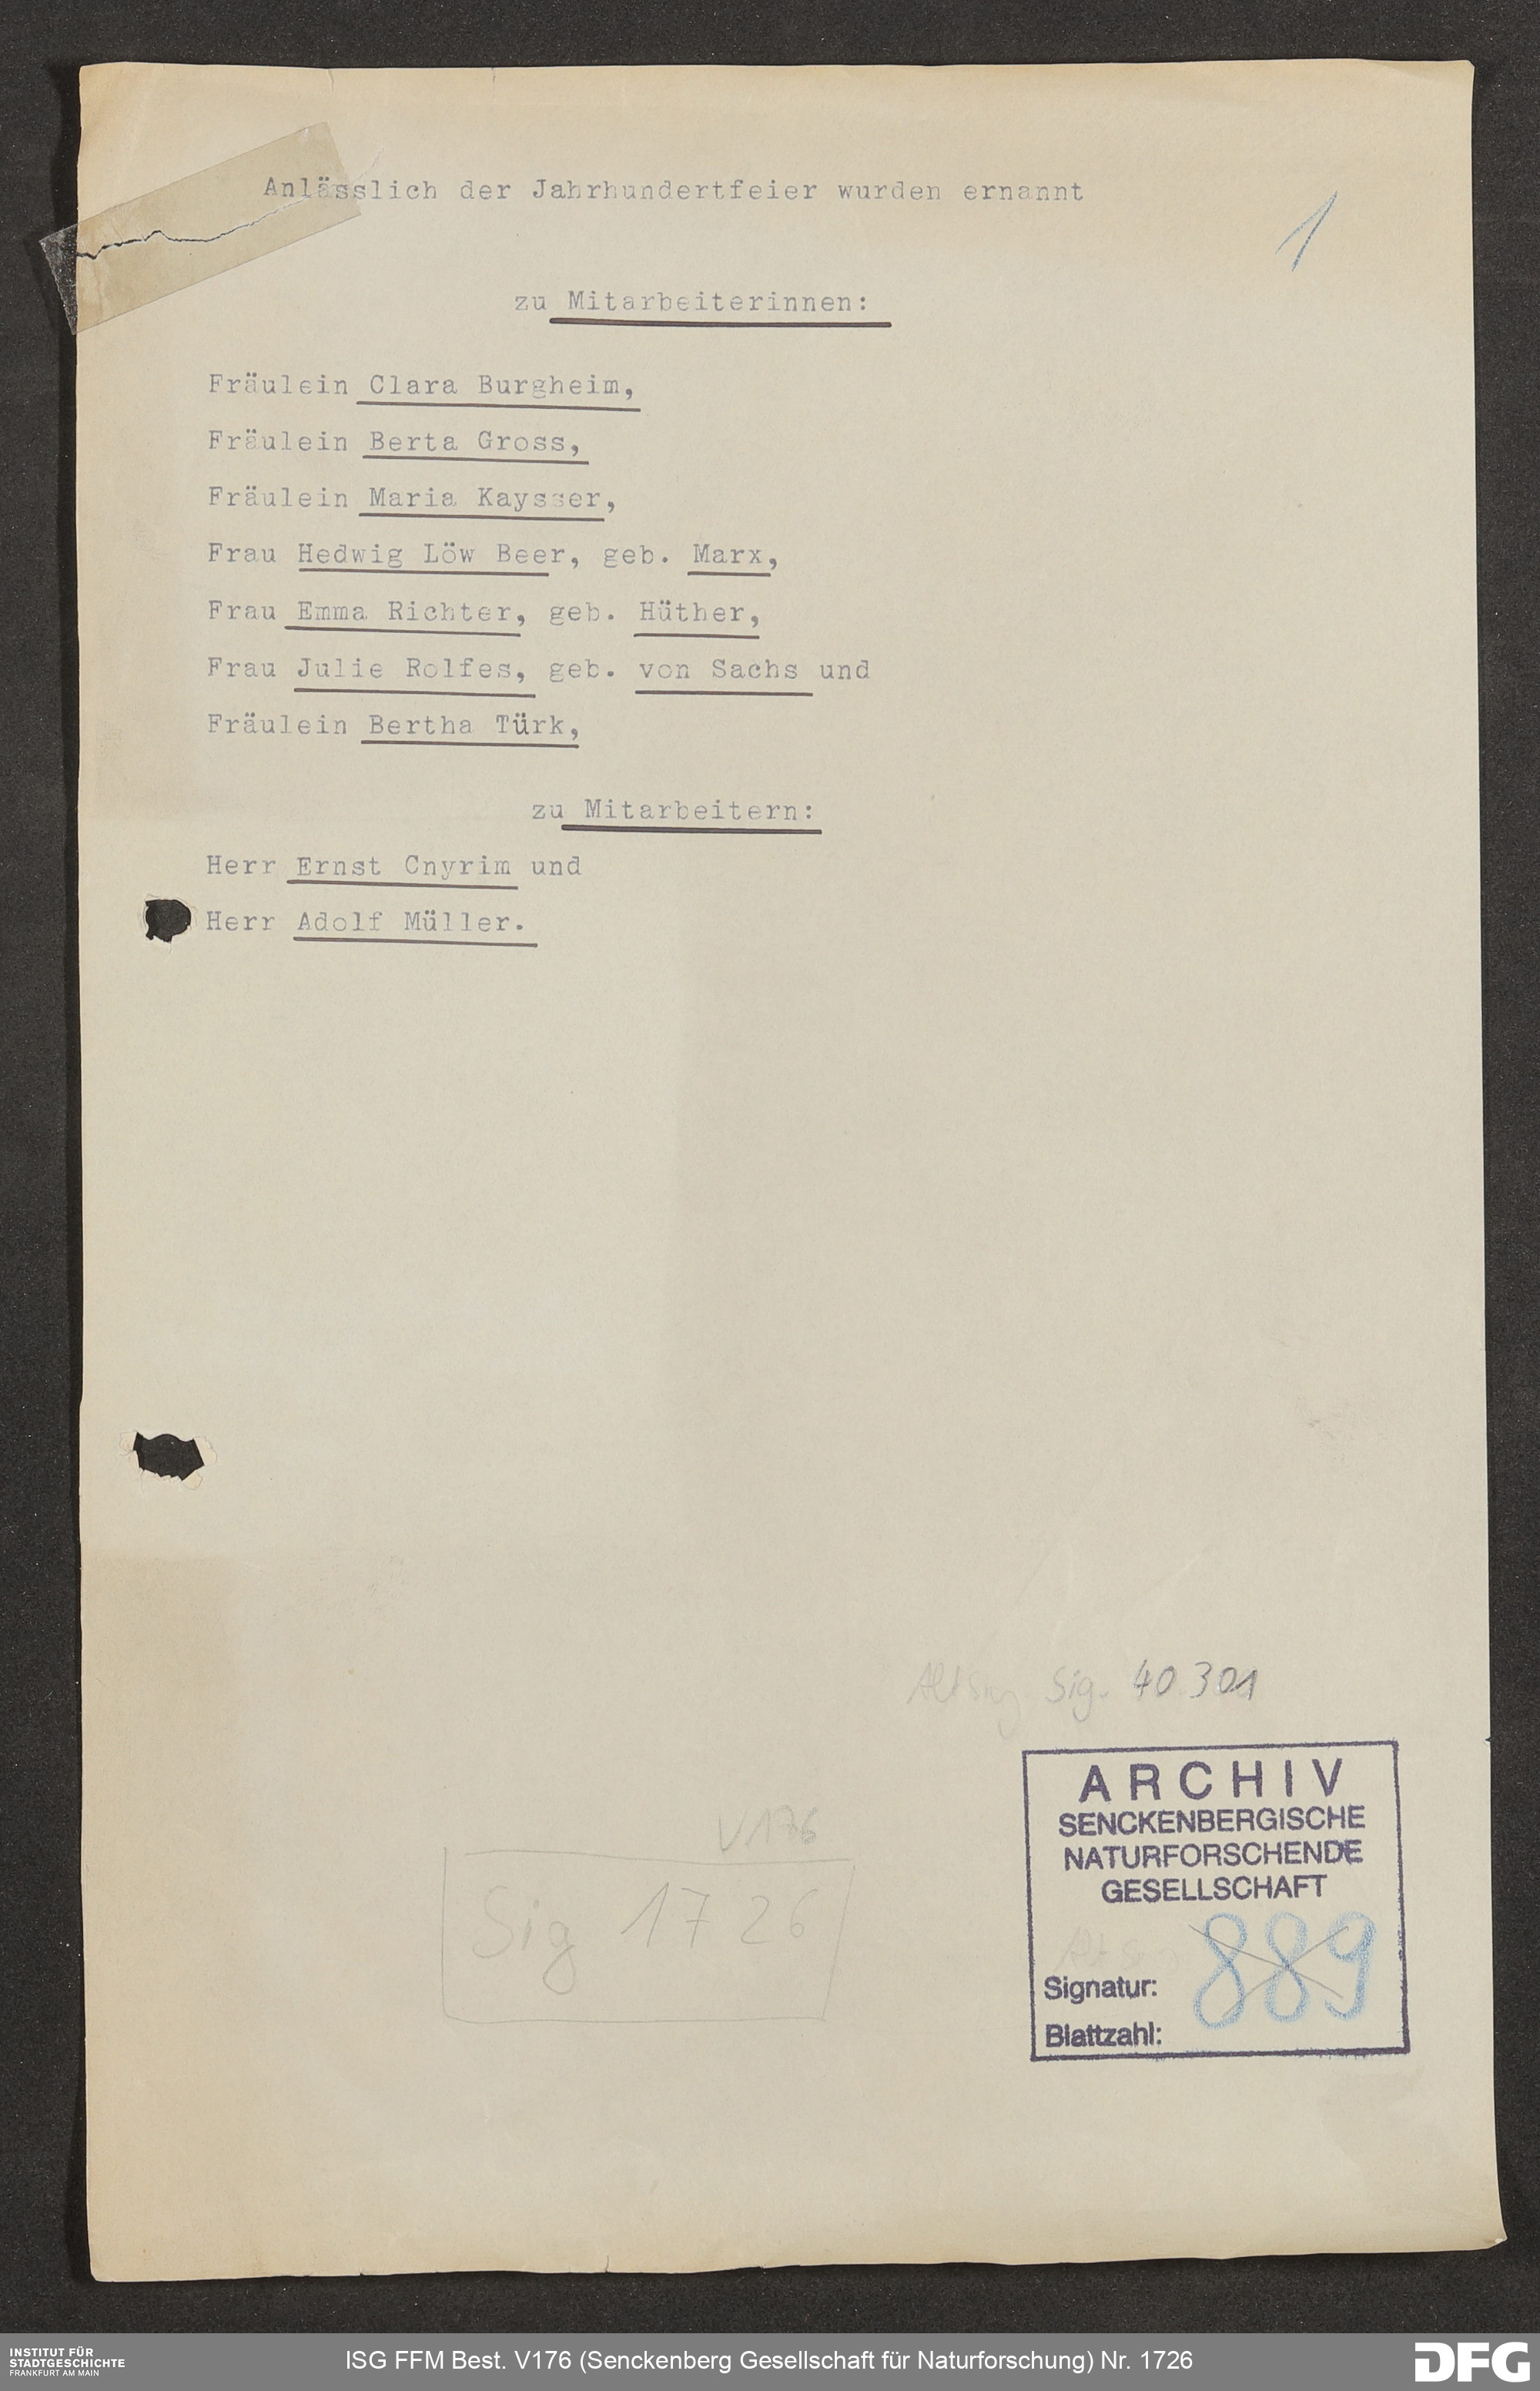 Anlässlich der Jahrhundertfeier wurden ernannt
1
zu Mitarbeiterinnen:
Fräulein Clara Burgheim,
Fräulein Berta Gross,
Fräulein Maria Kaysser,
Frau Hedwig Löw Beer, geb. Marx,
Frau Emma Richter, geb. Hüther,
Frau Julie Rolfes, geb. von Sachs und
Fräulein Bertha Türk,
zu Mitarbeitern:
Herr Ernst Cnyrim und
Herr Adolf Müller.
Sig. 40.301
V176
Sig 1726
ARCHIV
SENCKENBERGISCHE
NATURFORSCHENDE
GESELLSCHAFT
889
Signatur:
Blattzahl:
INSTITUT FÜR
STADTGESCHICHTE
FRANKFURT AM MAIN
ISG FFM Best. V176 (Senckenberg Gesellschaft für Naturforschung) Nr. 1726
DFG